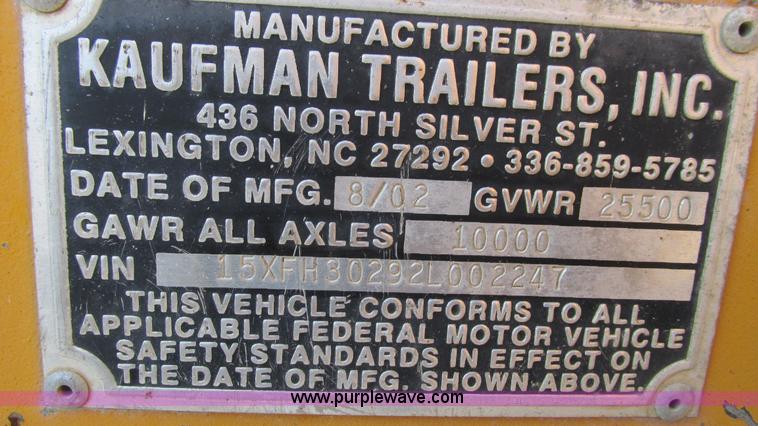 MANUFACTURED BY
KAUFMAN TRAILERS, INC.
436 NORTH SILVER ST.
LEXINGTON, NC 27292 • 336-859-5785
DATE OF MFG. 8/02 GVWR 25500
GAWR ALL AXLES 10000
VIN 15XFH30292L002247
THIS VEHICLE CONFORMS TO ALL
APPLICABLE FEDERAL MOTOR VEHICLE
SAFETY STANDARDS IN EFFECT ON
THE DATE OF MFG. SHOWN ABOVE.
www.purplewave.com